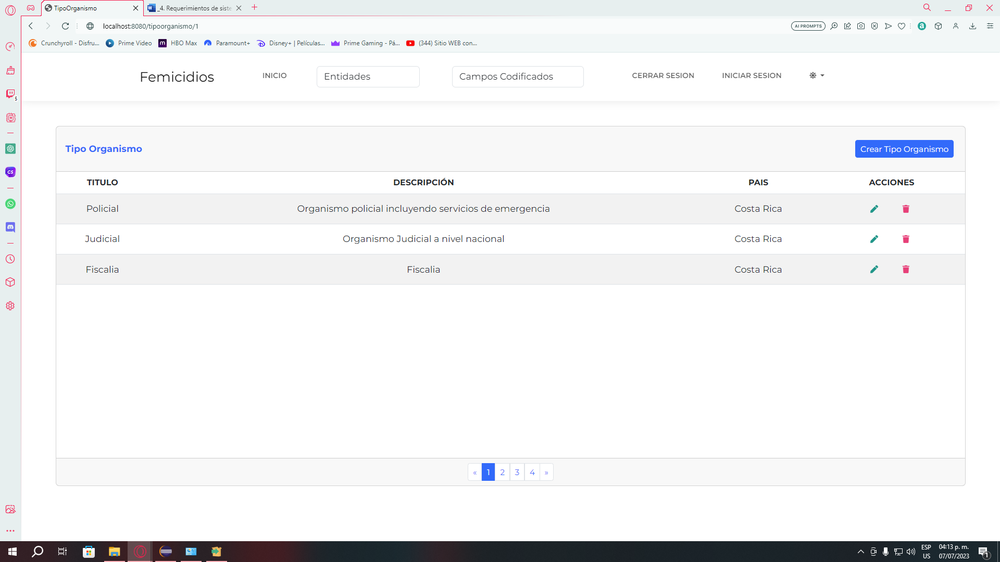 TipoOrganismo
_4. Requerimientos de siste
localhost:8080/tipoorganismo/1
AI PROMPTS
Crunchyroll - Disfru...
Prime Video
HBO Max
Paramount+
Disney+ | Películas...
Prime Gaming - Pá...
(344) Sitio WEB con...
Femicidios
INICIO
Entidades
Campos Codificados
CERRAR SESION
INICIAR SESION
5
Tipo Organismo
Crear Tipo Organismo
TITULO DESCRIPCIÓN PAIS ACCIONES
Policial Organismo policial incluyendo servicios de emergencia Costa Rica
Judicial Organismo Judicial a nivel nacional Costa Rica
Fiscalia Fiscalia Costa Rica
« 1 2 3 4 »
ESP
US
04:13 p. m.
07/07/2023
1